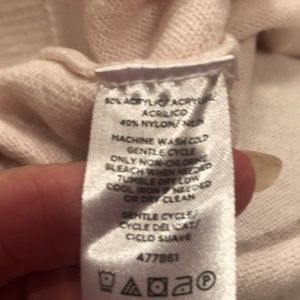 60% ACRYLIC/ACRYLIQUE/
ACRILICO
40% NYLON/NILON
MACHINE WASH COLD
GENTLE CYCLE
ONLY NON-CHLORINE
BLEACH WHEN NEEDED
TUMBLE DRY LOW
COOL IRON IF NEEDED
OR DRY CLEAN
GENTLE CYCLE/
CYCLE DELICAT/
CICLO SUAVE
477861